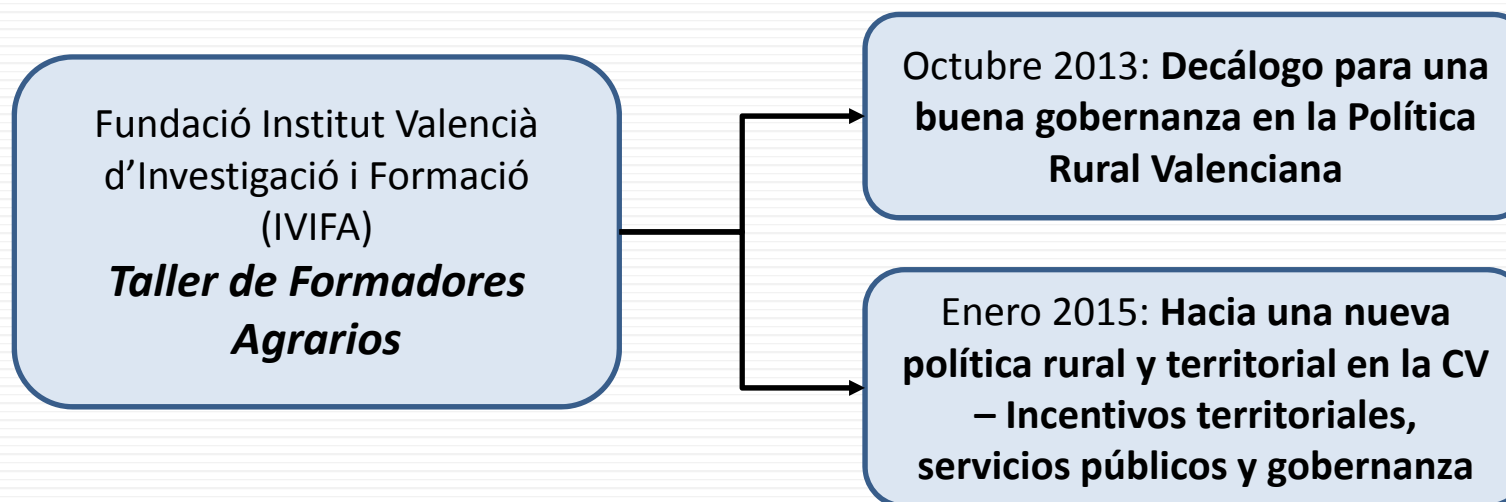 Fundació Institut Valencià
d’Investigació i Formació
(IVIFA)
Taller de Formadores
Agrarios
Octubre 2013: Decálogo para una
buena gobernanza en la Política
Rural Valenciana
Enero 2015: Hacia una nueva
política rural y territorial en la CV
– Incentivos territoriales,
servicios públicos y gobernanza